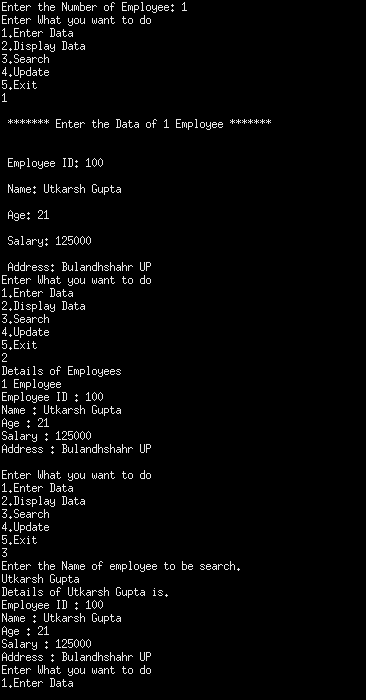 Enter the Number of Employee: 1
Enter What you want to do
1.Enter Data
2.Display Data
3.Search
4.Update
5.Exit
1
******* Enter the Data of 1 Employee *******
Employee ID: 100
Name: Utkarsh Gupta
Age: 21
Salary: 125000
Address: Bulandhshahr UP
Enter What you want to do
1.Enter Data
2.Display Data
3.Search
4.Update
5.Exit
2
Details of Employees
1 Employee
Employee ID : 100
Name : Utkarsh Gupta
Age : 21
Salary : 125000
Address : Bulandhshahr UP
Enter What you want to do
1.Enter Data
2.Display Data
3.Search
4.Update
5.Exit
3
Enter the Name of employee to be search.
Utkarsh Gupta
Details of Utkarsh Gupta is.
Employee ID : 100
Name : Utkarsh Gupta
Age : 21
Salary : 125000
Address : Bulandhshahr UP
Enter What you want to do
1.Enter Data